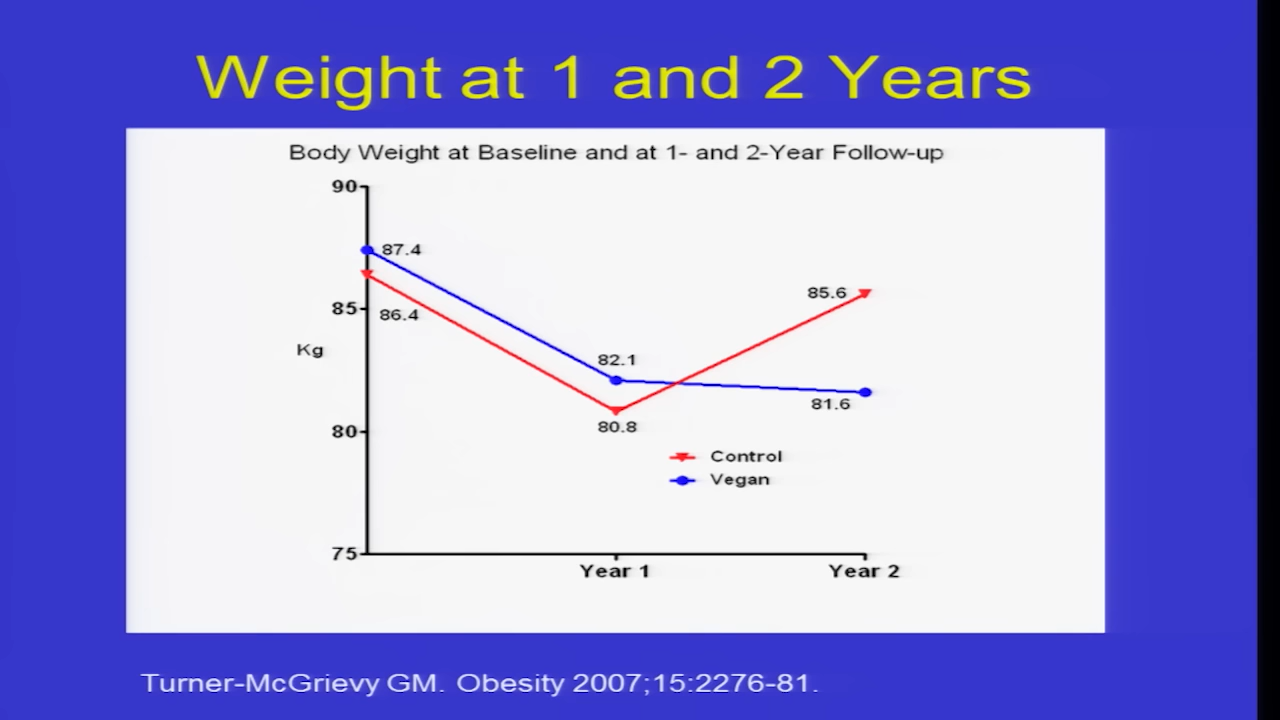 Weight at 1 and 2 Years
Body Weight at Baseline and at 1- and 2-Year Follow-up
90
87.4
85.6
85
86.4
Kg
82.1
81.6
80
80.8
Control
Vegan
75
Year 1
Year 2
Turner-McGrievy GM. Obesity 2007;15:2276-81.